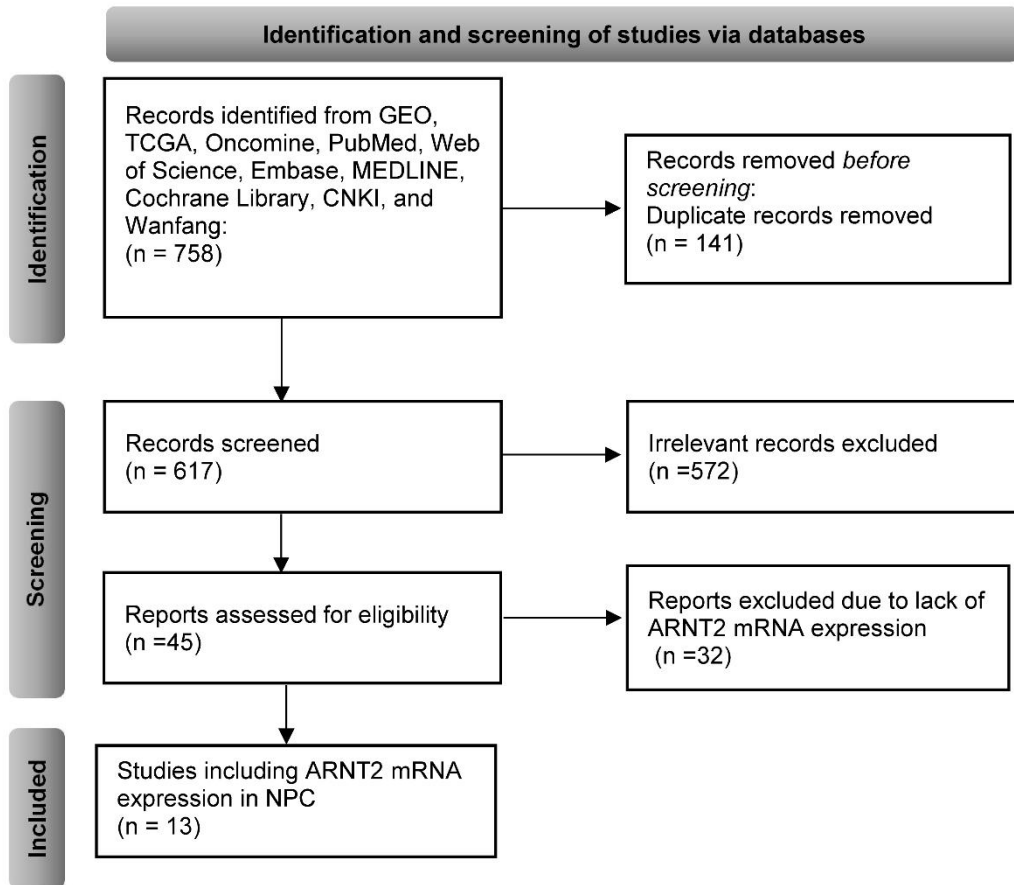 Identification and screening of studies via databases
Identification
Records identified from GEO,
TCGA, Oncomine, PubMed, Web
of Science, Embase, MEDLINE,
Cochrane Library, CNKI, and
Wanfang:
(n = 758)
Records removed before
screening:
Duplicate records removed
(n = 141)
Screening
Records screened
(n = 617)
Irrelevant records excluded
(n =572)
Reports assessed for eligibility
(n =45)
Reports excluded due to lack of
ARNT2 mRNA expression
(n =32)
Included
Studies including ARNT2 mRNA
expression in NPC
(n = 13)